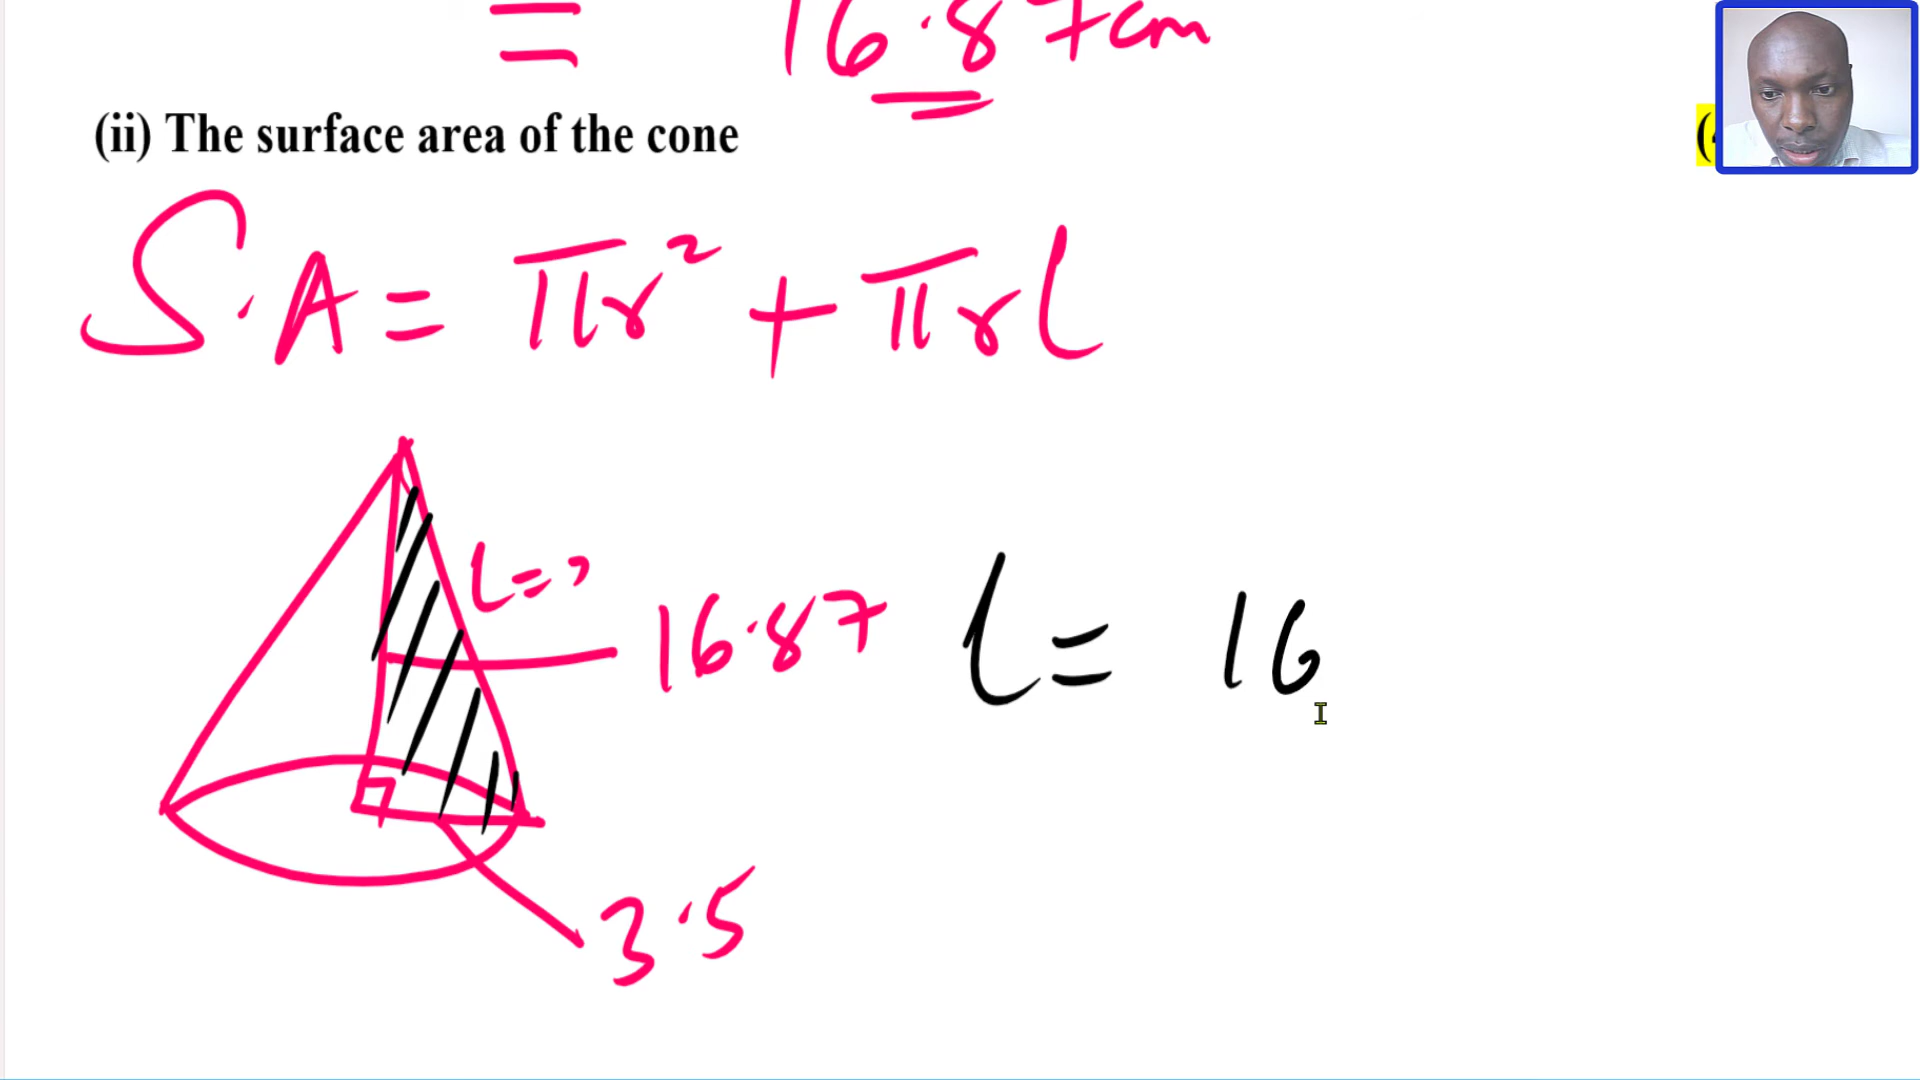 = 16.87cm
(ii) The surface area of the cone
(
S.A = πr² + πrl
l=?
16.87
l= 16
3.5